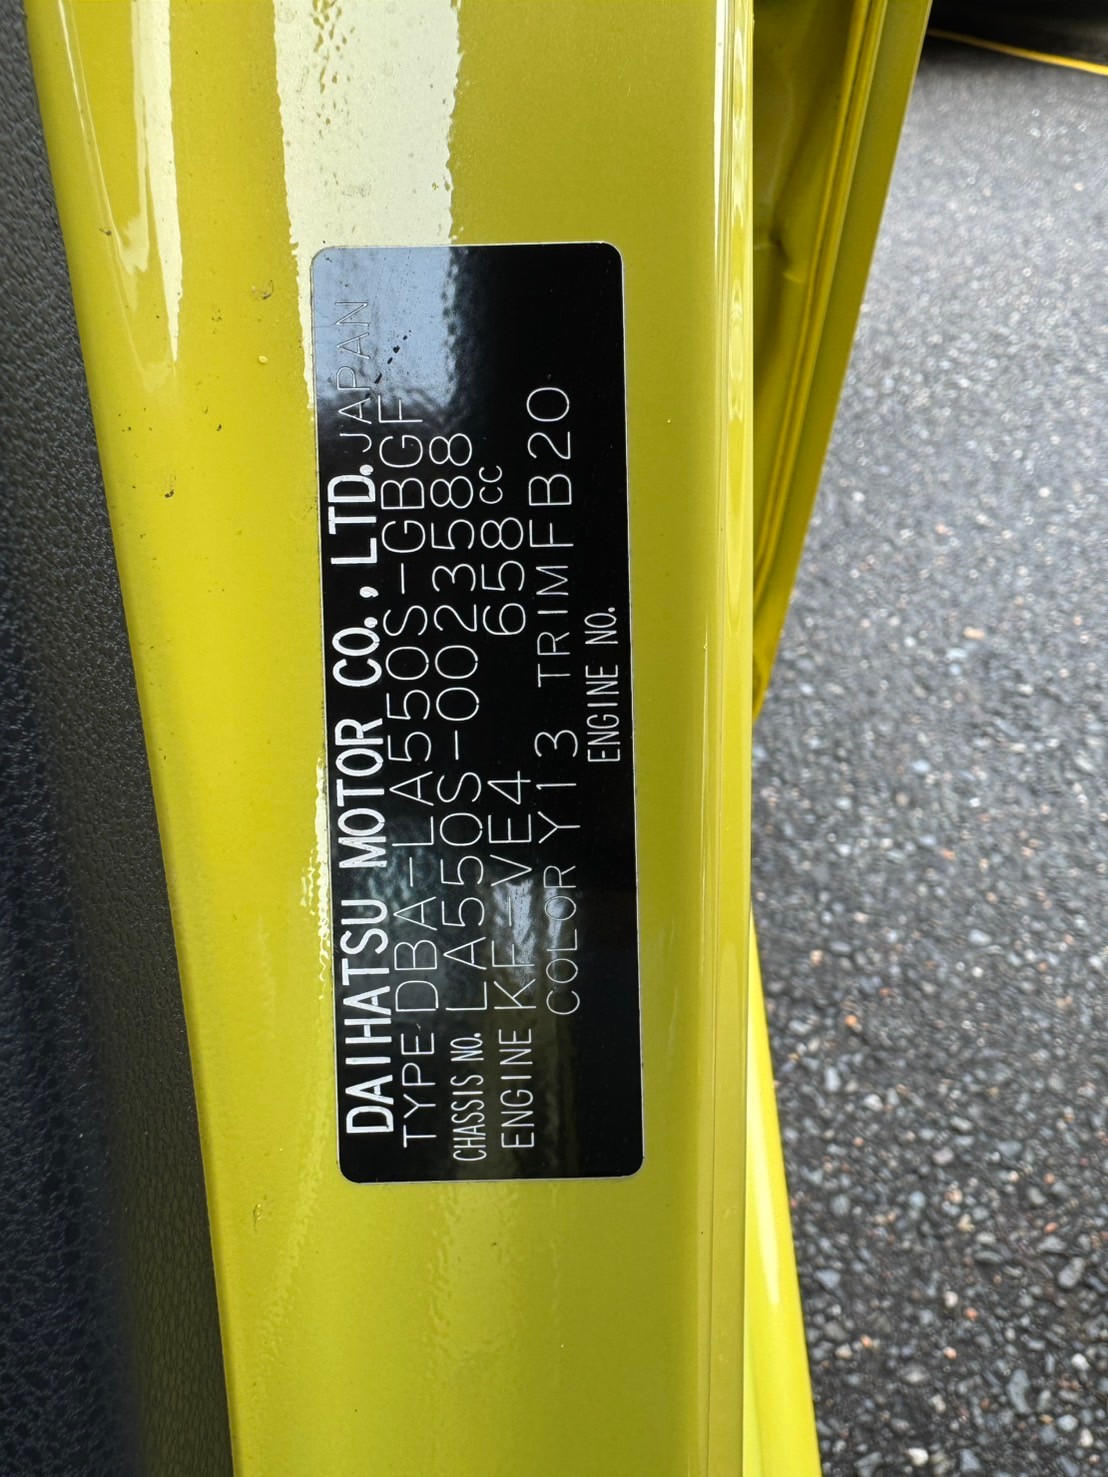 DAIHATSU MOTOR CO., LTD. JAPAN
TYPE DBA-LA550S-GBGF
CHASSIS NO. LA550S-0023588
ENGINE KF-VE4 658cc
COLOR Y13 TRIM FB20
ENGINE NO.